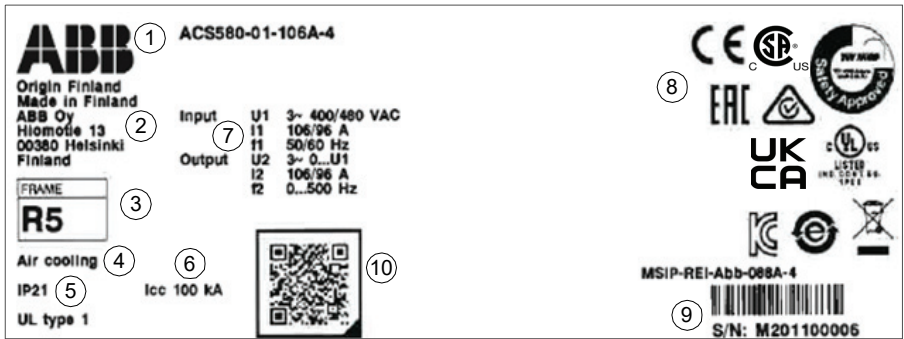 ABB
1
ACS580-01-106A-4
Origin Finland
Made in Finland
ABB Oy
Hiomotie 13
00380 Helsinki
Finland
2
Input U1 3~ 400/480 VAC
I1 106/96 A
f1 50/60 Hz
Output U2 3~ 0...U1
I2 106/96 A
f2 0...500 Hz
7
FRAME
R5
3
Air cooling
4
IP21
5
6
Icc 100 kA
UL type 1
10
CE
C SA ® US
Safety Approved
8
EAC
UK
CA
C UL US
LISTED
KC
e
MSIP-REI-Abb-088A-4
9
S/N: M201100006